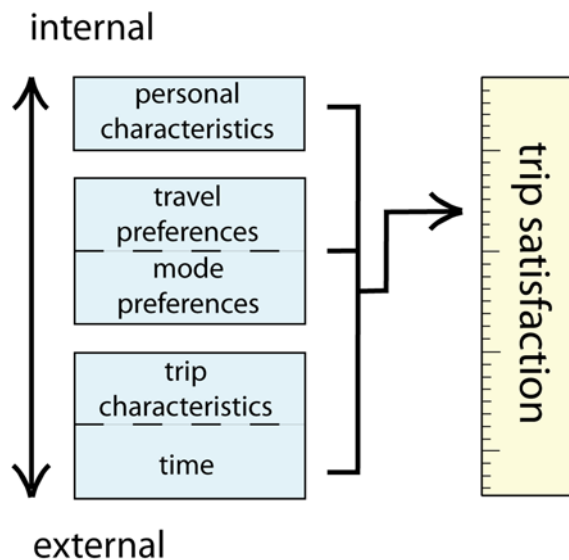 internal
personal
characteristics
travel
preferences
mode
preferences
trip
characteristics
time
external
trip satisfaction